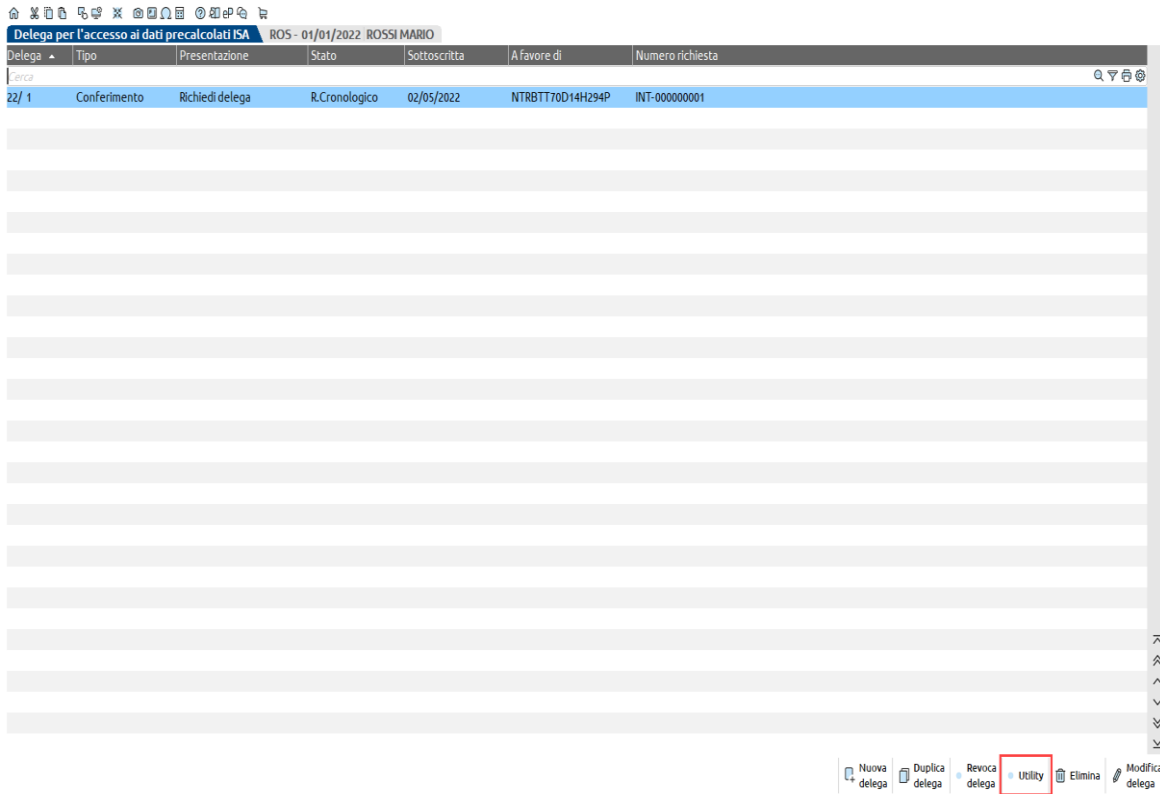 Delega per l'accesso ai dati precalcolati ISA ROS - 01/01/2022 ROSSI MARIO
Delega Tipo Presentazione Stato Sottoscritta A favore di Numero richiesta
Cerca
22/ 1 Conferimento Richiedi delega R.Cronologico 02/05/2022 NTRBTT70D14H294P INT-000000001
Nuova delega Duplica delega Revoca delega Utility Elimina Modifica delega